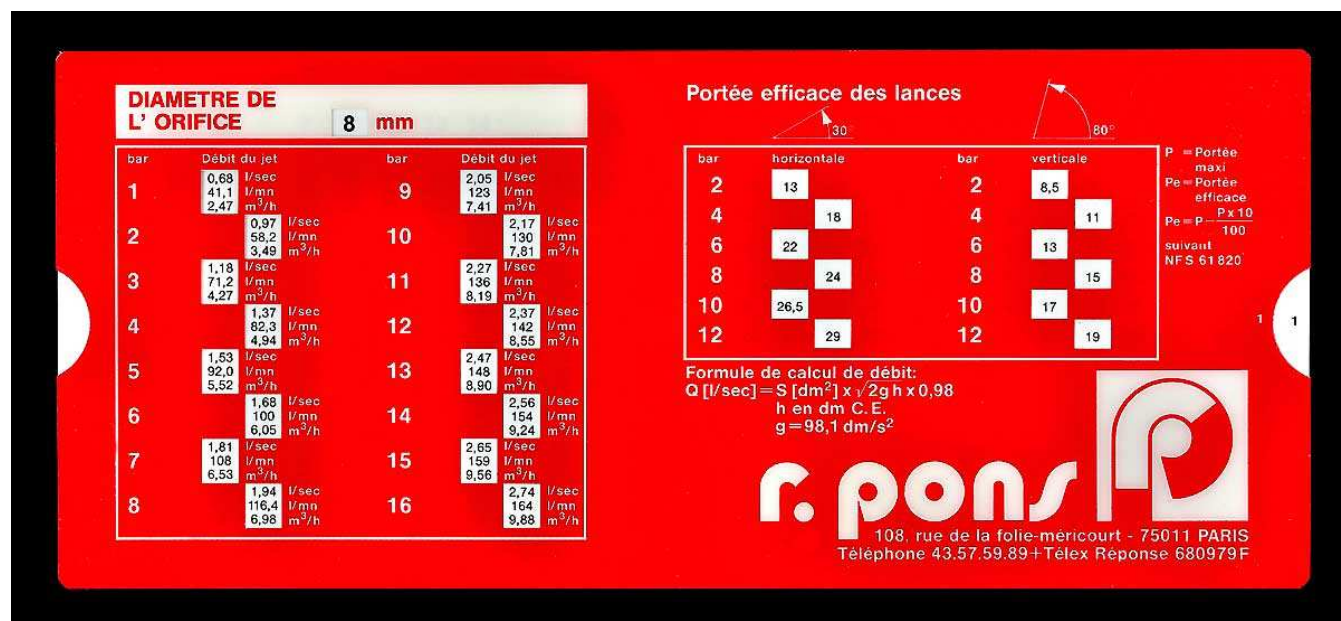 DIAMETRE DE
L' ORIFICE 8 mm
bar Débit du jet bar Débit du jet
1 0,68 l/sec 9 2,05 l/sec
41,1 l/mn 123 l/mn
2,47 m³/h 7,41 m³/h
2 0,97 l/sec 10 2,17 l/sec
58,2 l/mn 130 l/mn
3,49 m³/h 7,81 m³/h
3 1,18 l/sec 11 2,27 l/sec
71,2 l/mn 136 l/mn
4,27 m³/h 8,19 m³/h
4 1,37 l/sec 12 2,37 l/sec
82,3 l/mn 142 l/mn
4,94 m³/h 8,55 m³/h
5 1,53 l/sec 13 2,47 l/sec
92,0 l/mn 148 l/mn
5,52 m³/h 8,90 m³/h
6 1,68 l/sec 14 2,56 l/sec
100 l/mn 154 l/mn
6,05 m³/h 9,24 m³/h
7 1,81 l/sec 15 2,65 l/sec
108 l/mn 159 l/mn
6,53 m³/h 9,56 m³/h
8 1,94 l/sec 16 2,74 l/sec
116,4 l/mn 164 l/mn
6,98 m³/h 9,88 m³/h
Portée efficace des lances
30 80°
bar horizontale bar verticale
2 13 2 8,5
4 18 4 11
6 22 6 13
8 24 8 15
10 26,5 10 17
12 29 12 19
P = Portée
maxi
Pe = Portée
efficace
Pe = P - P x 10
100
suivant
NFS 61 820
1 1
Formule de calcul de débit:
Q [l/sec] = S [dm²] x √2g h x 0,98
h en dm C.E.
g = 98,1 dm/s²
r. pons
108, rue de la folie-méricourt - 75011 PARIS
Téléphone 43.57.59.89 + Télex Réponse 680979 F